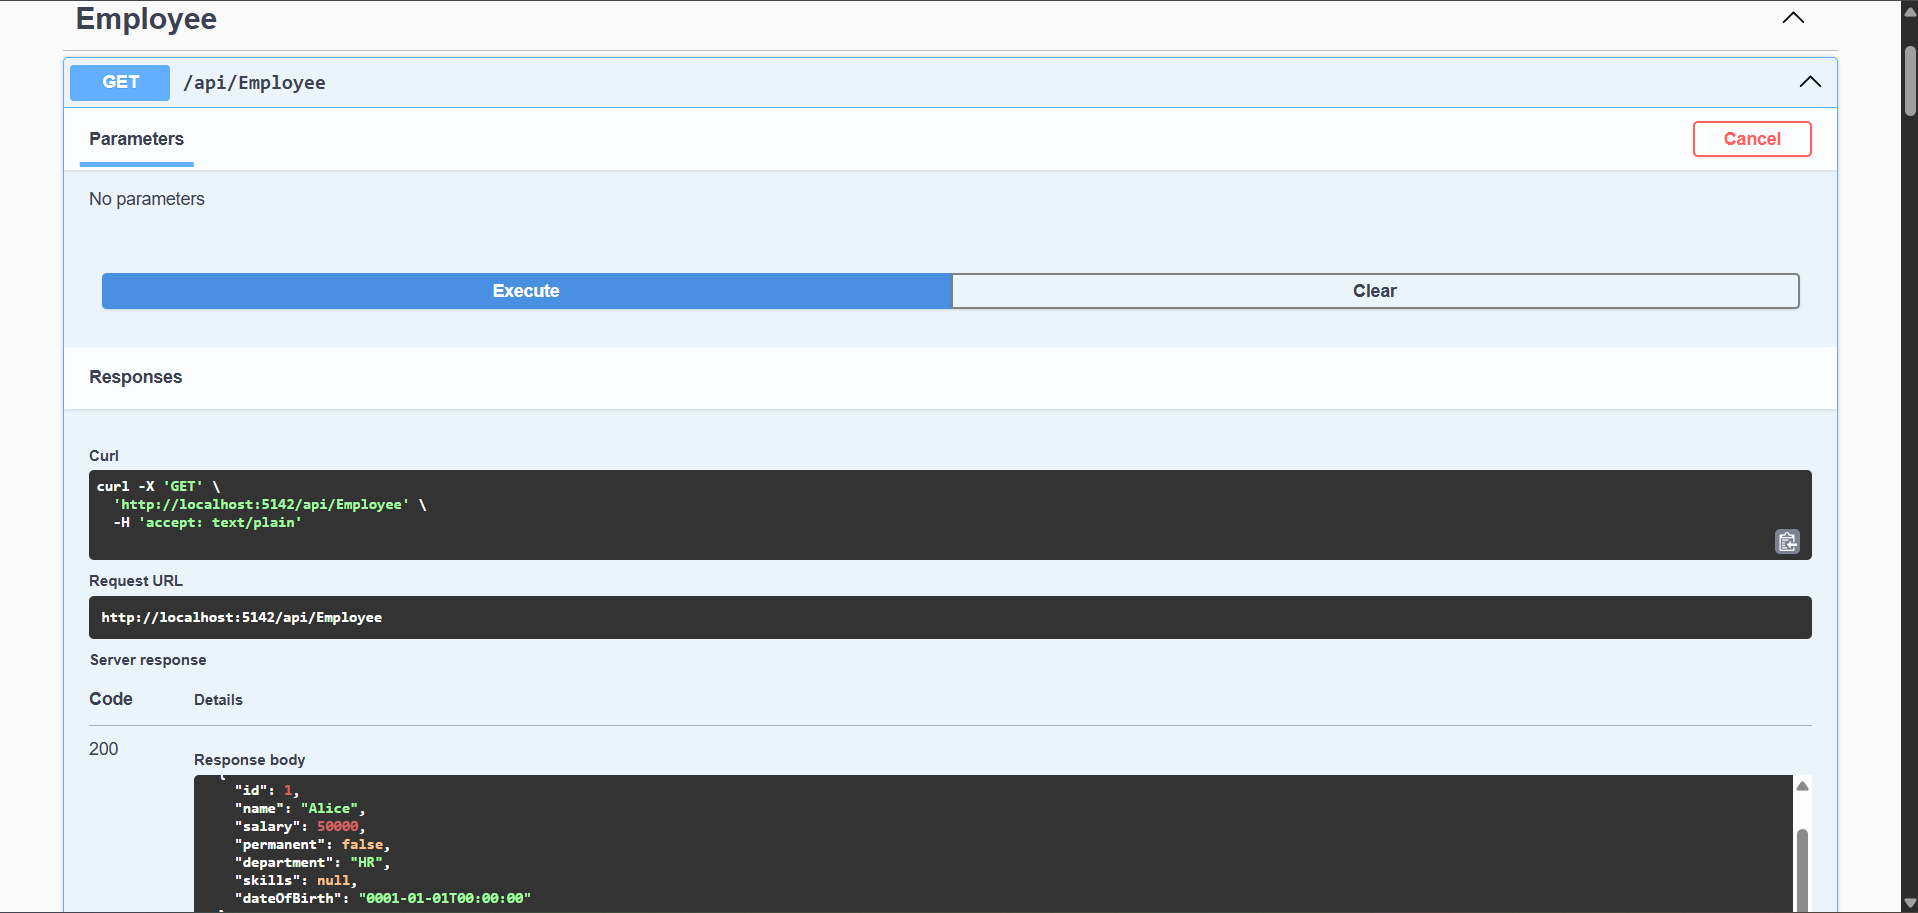 Employee
GET /api/Employee
Parameters
Cancel
No parameters
Execute
Clear
Responses
Curl
curl -X 'GET' \
  'http://localhost:5142/api/Employee' \
  -H 'accept: text/plain'
Request URL
http://localhost:5142/api/Employee
Server response
Code Details
200
Response body
"id": 1,
"name": "Alice",
"salary": 50000,
"permanent": false,
"department": "HR",
"skills": null,
"dateOfBirth": "0001-01-01T00:00:00"